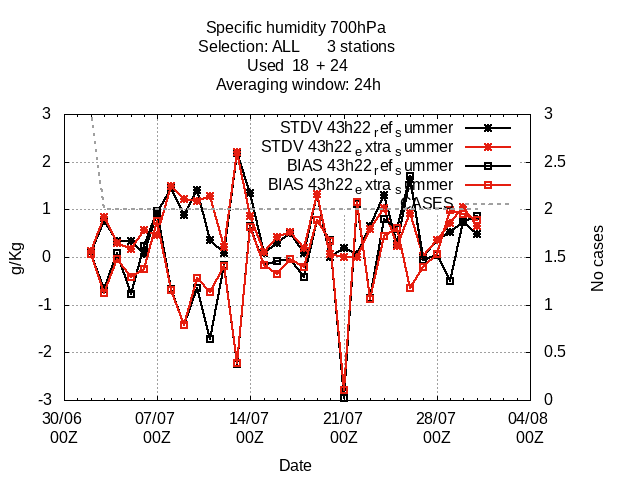 Specific humidity 700hPa
Selection: ALL 3 stations
Used 18 + 24
Averaging window: 24h
STDV 43h22_ref_summer
STDV 43h22_extra_summer
BIAS 43h22_ref_summer
BIAS 43h22_extra_summer
CASES
g/Kg
3
2
1
0
-1
-2
-3
No cases
3
2.5
2
1.5
1
0.5
0
30/06 07/07 14/07 21/07 28/07 04/08
00Z 00Z 00Z 00Z 00Z 00Z
Date